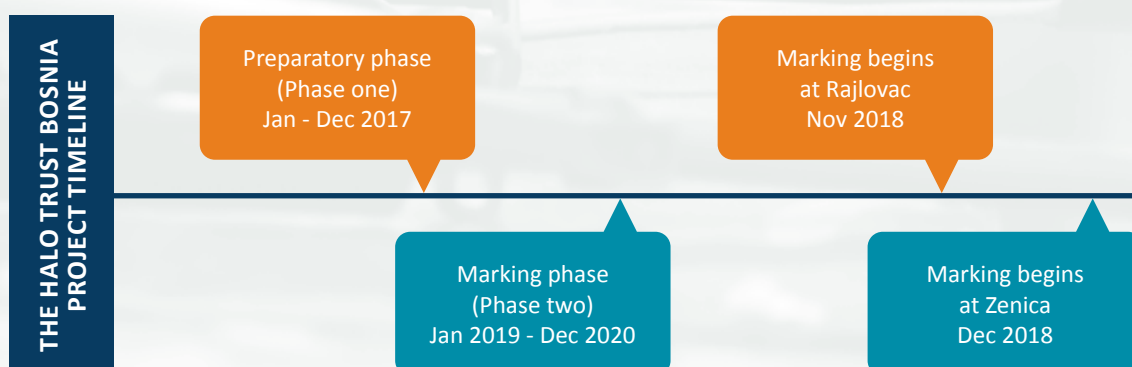 THE HALO TRUST BOSNIA
PROJECT TIMELINE
Preparatory phase
(Phase one)
Jan - Dec 2017
Marking phase
(Phase two)
Jan 2019 - Dec 2020
Marking begins
at Rajlovac
Nov 2018
Marking begins
at Zenica
Dec 2018